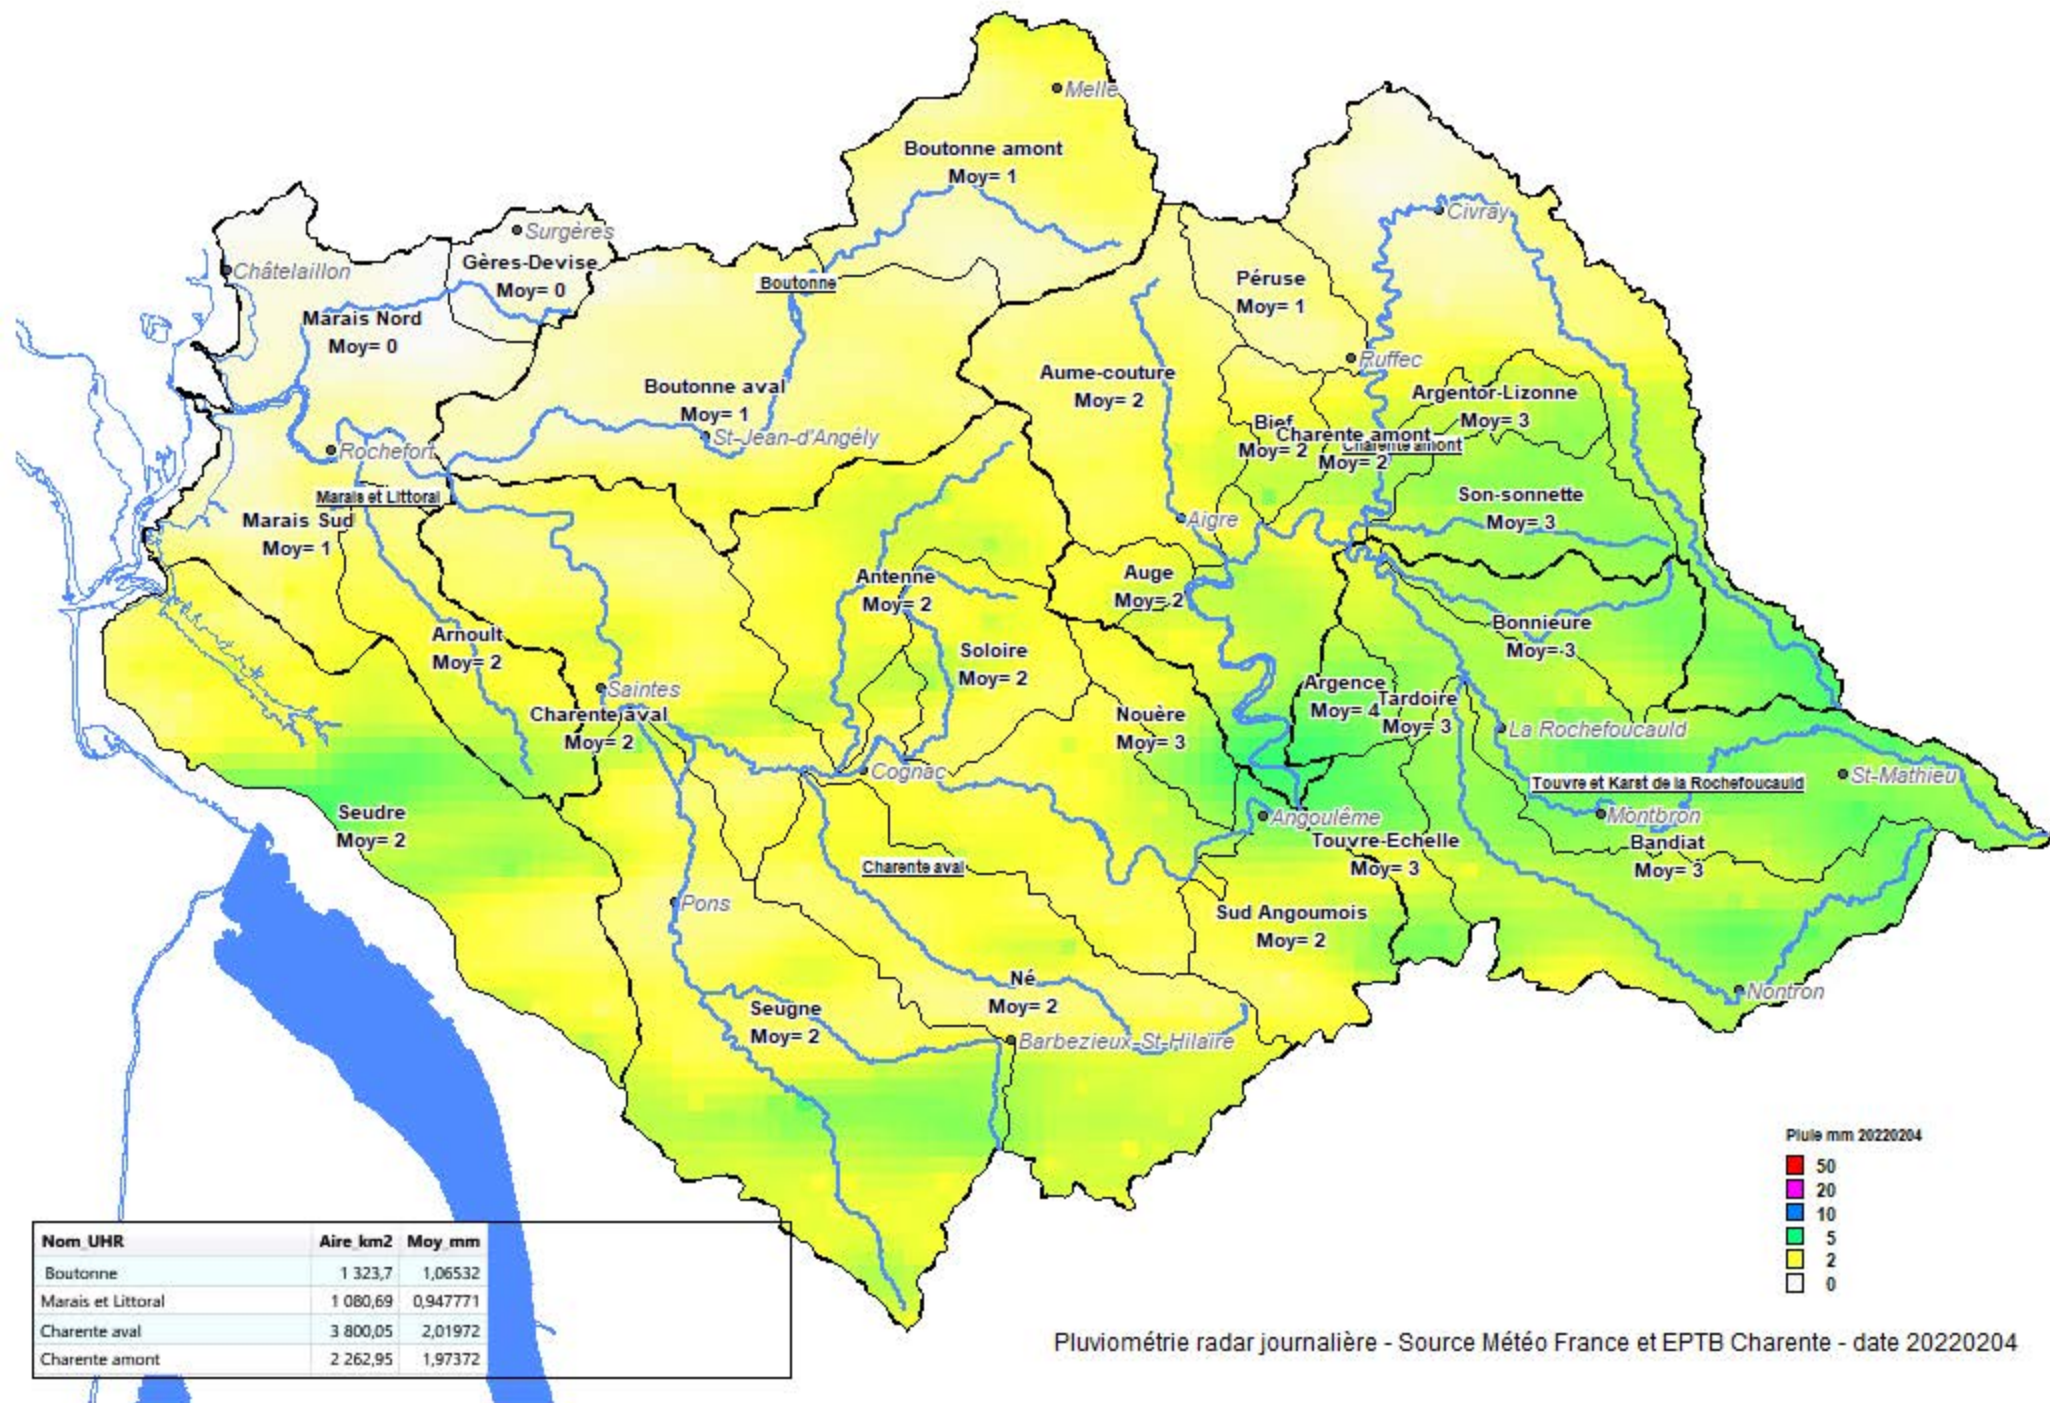 Melle
Boutonne amont
Moy= 1
Civray
Surgères
Châtelaillon
Gères-Devise
Moy= 0
Boutonne
Péruse
Moy= 1
Marais Nord
Moy= 0
Ruffec
Boutonne aval
Moy= 1
Aume-couture
Moy= 2
Argentor-Lizonne
Moy= 3
St-Jean-d'Angély
Rochefort
Bief
Moy= 2
Charente amont
Moy= 2
Charente amont
Marais et Littoral
Marais Sud
Moy= 1
Son-sonnette
Moy= 3
Aigre
Antenne
Moy= 2
Auge
Moy= 2
Arnoult
Moy= 2
Soloire
Moy= 2
Bonnieure
Moy= 3
Saintes
Charente aval
Moy= 2
Nouère
Moy= 3
Argence
Moy= 4
Tardoire
Moy= 3
La Rochefoucauld
Cognac
Touvre et Karst de la Rochefoucauld
St-Mathieu
Seudre
Moy= 2
Angoulême
Montbron
Touvre-Echelle
Moy= 3
Bandiat
Moy= 3
Charente aval
Pons
Sud Angoumois
Moy= 2
Né
Moy= 2
Nontron
Seugne
Moy= 2
Barbezieux-St-Hilaire
Pluie mm 20220204
50
20
10
5
2
0
Nom_UHR Aire_km2 Moy_mm
Boutonne 1 323,7 1,06532
Marais et Littoral 1 080,69 0,947771
Charente aval 3 800,05 2,01972
Charente amont 2 262,95 1,97372
Pluviométrie radar journalière - Source Météo France et EPTB Charente - date 20220204